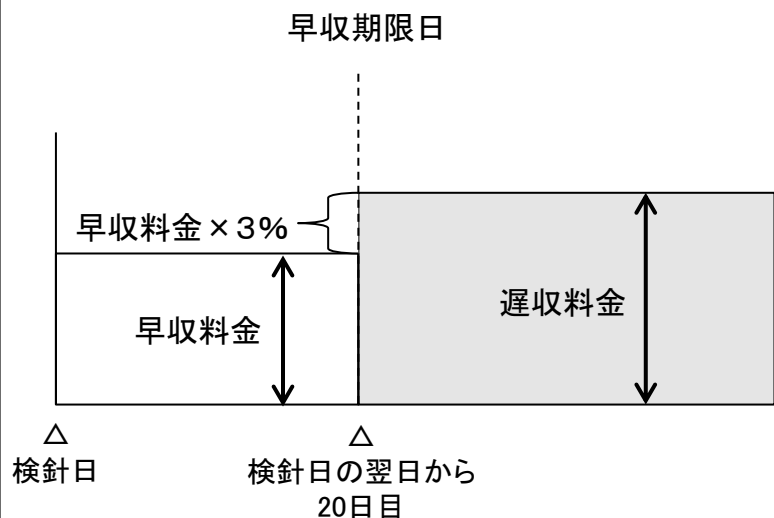 早収期限日
早収料金×3%
早収料金
遅収料金
△
検針日
△
検針日の翌日から
20日目